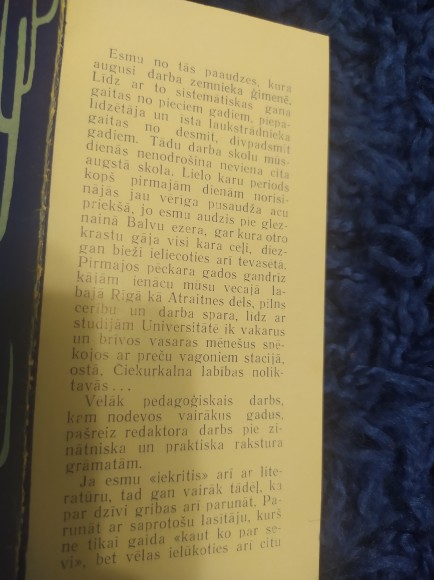 Esmu no tās paaudzes, kura
augusi darba zemnieka ģimenē.
Līdz ar to sistemātiskas gana
gaitas no pieciem gadiem, piepa-
līdzētāja un īsta laukstrādnieka
gaitas no desmit, divpadsmit
gadiem. Tādu darba skolu mūs-
dienās nenodrošina neviena cita
augstā skola. Lielo karu periods
kopš pirmajām dienām norisi-
nājās jau vērīga pusaudža acu
priekšā, jo esmu audzis pie glez-
nainā Balvu ezera, gar kura otro
krastu gāja visi kara ceļi, diez-
gan bieži ieliecoties arī tēvasētā.
Pirmajos pēckara gados gandrīz
kājām ienācu mūsu vecajā la-
bajā Rīgā kā Atraitnes dēls, pilns
cerību un darba spara, līdz ar
studijām Universitātē ik vakarus
un brīvos vasaras mēnešus spē-
kojos ar preču vagoniem stacijā,
ostā, Čiekurkalna labības nolik-
tavās...
Vēlāk pedagoģiskais darbs,
kam nodevos vairākus gadus,
pašreiz redaktora darbs pie zi-
nātniska un praktiska rakstura
grāmatām.
Ja esmu «iekritis» arī ar lite-
ratūru, tad gan vairāk tādēļ, ka
par dzīvi gribas arī parunāt. Pa-
runāt ar saprotošu lasītāju, kurš
ne tikai gaida «kaut ko par se-
vi», bet vēlas ielūkoties arī citu